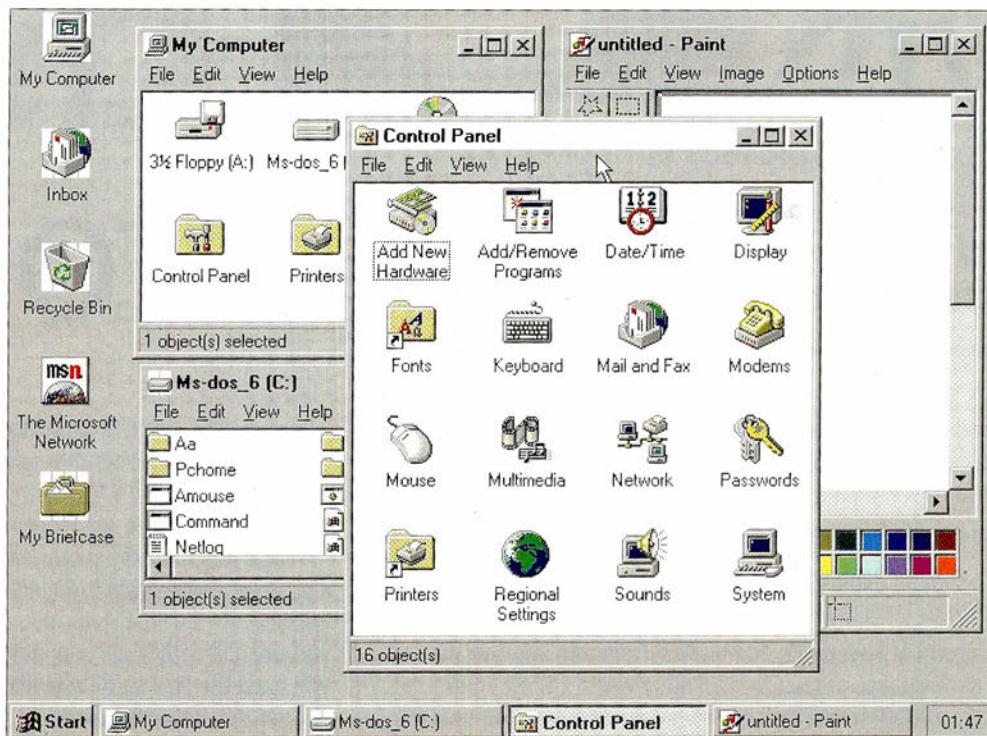 My Computer
Inbox
Recycle Bin
msn
The Microsoft
Network
My Briefcase
My Computer
File Edit View Help
3½ Floppy (A:) Ms-dos_6 (
Control Panel Printers
1 object(s) selected
Ms-dos_6 (C:)
File Edit View Help
Aa
Pchome
Amouse
Command
Netlog
1 object(s) selected
untitled - Paint
File Edit View Image Options Help
Control Panel
File Edit View Help
12
Add New
Hardware
Add/Remove
Programs
Date/Time
Display
Fonts
Keyboard
Mail and Fax
Modems
Mouse
Multimedia
Network
Passwords
Printers
Regional
Settings
Sounds
System
16 object(s)
Start My Computer Ms-dos_6 (C:) Control Panel untitled - Paint 01:47